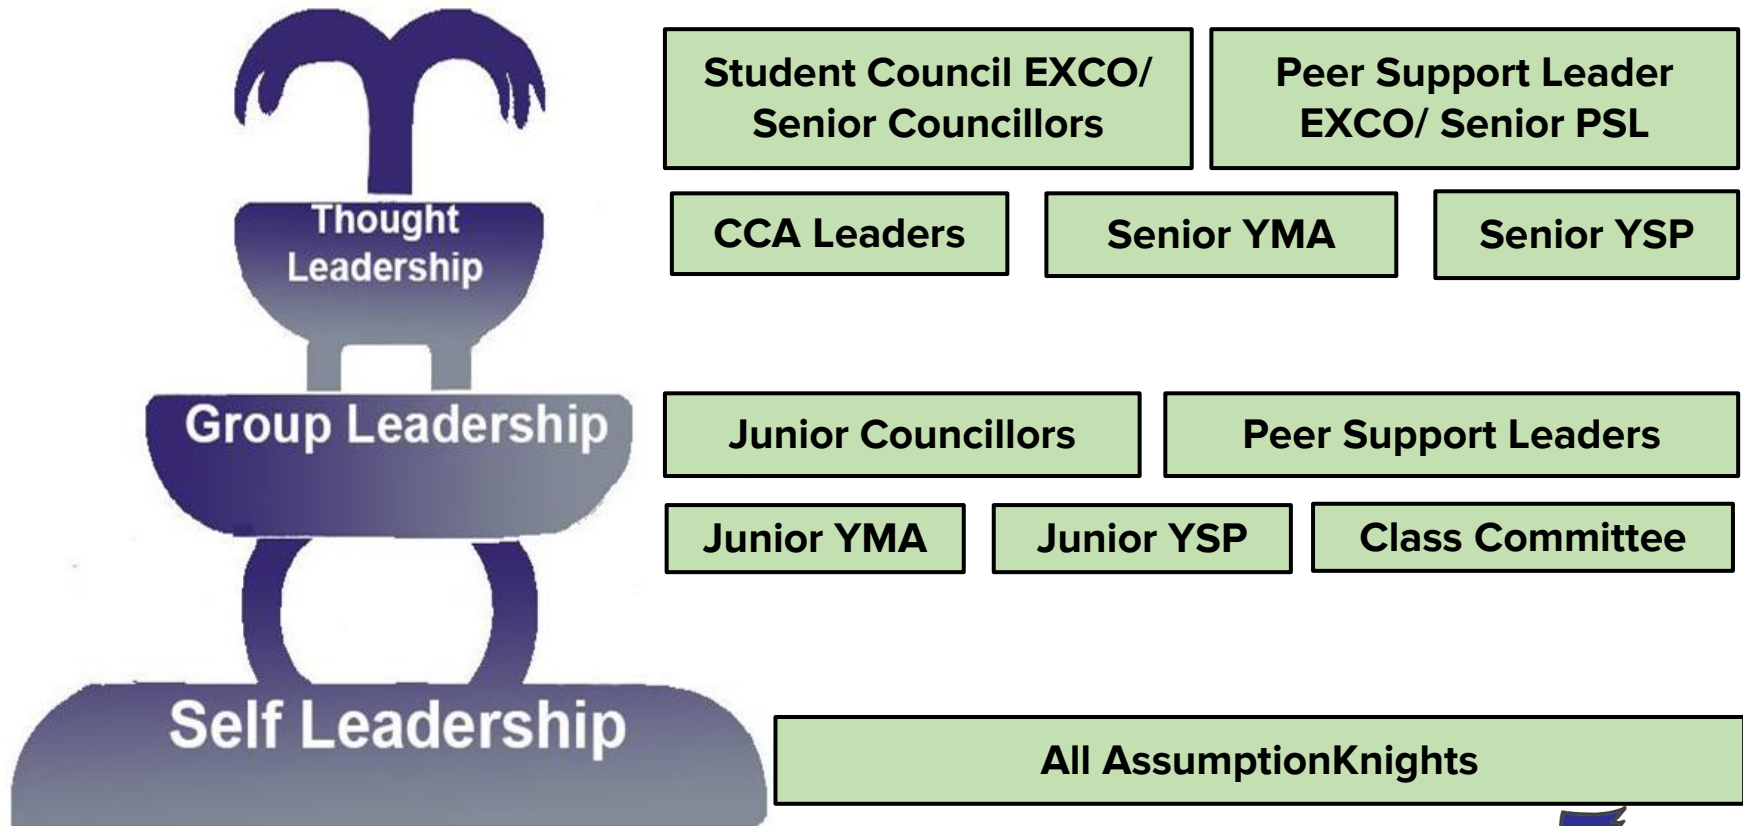 Student Council EXCO/
Senior Councillors
Peer Support Leader
EXCO/ Senior PSL
Thought
Leadership
CCA Leaders
Senior YMA
Senior YSP
Group Leadership
Junior Councillors
Peer Support Leaders
Junior YMA
Junior YSP
Class Committee
Self Leadership
All AssumptionKnights